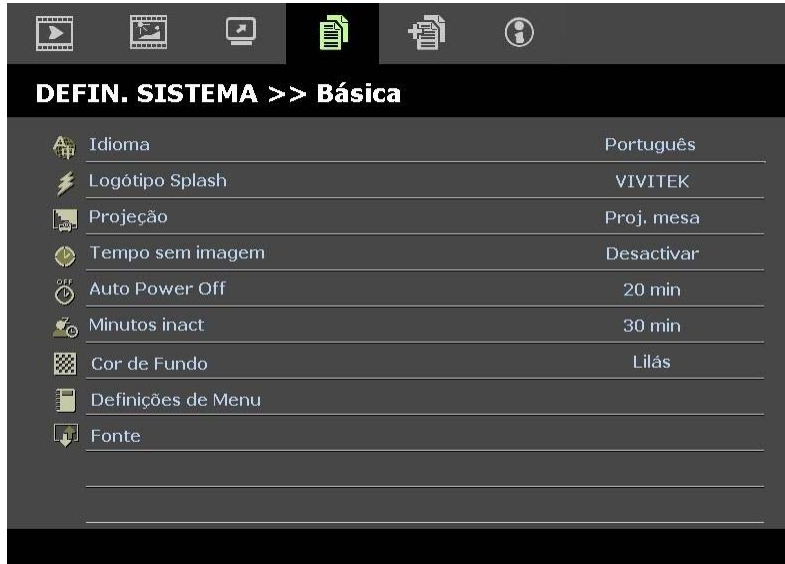 DEFIN. SISTEMA >> Básica
Idioma Português
Logótipo Splash VIVITEK
Projeção Proj. mesa
Tempo sem imagem Desactivar
OFF
Auto Power Off 20 min
Minutos inact 30 min
Cor de Fundo Lilás
Definições de Menu
Fonte